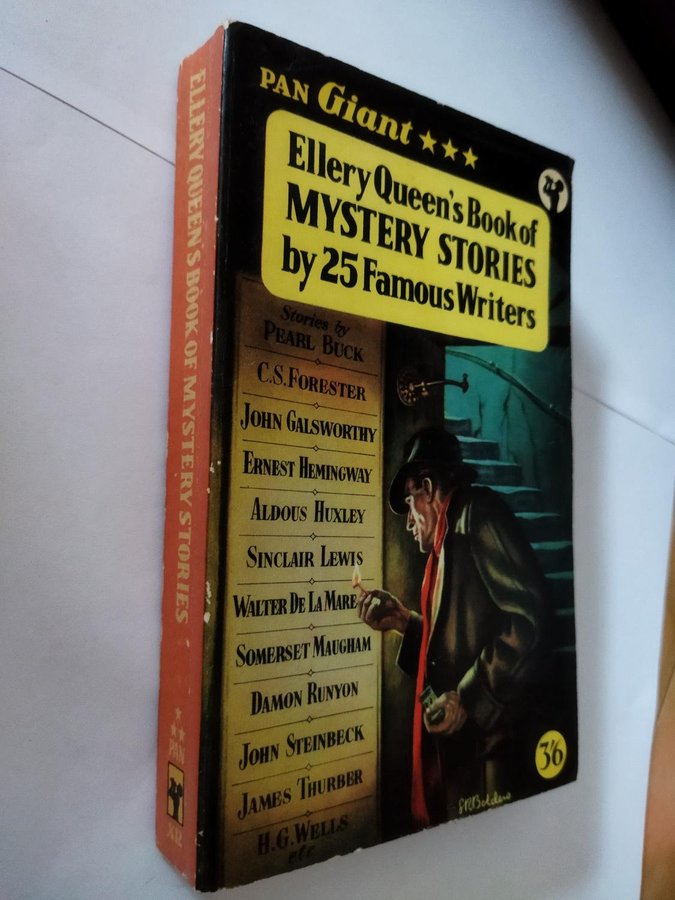 ELLERY QUEEN'S BOOK OF MYSTERY STORIES
PAN
PAN Giant
Ellery Queen's Book of
MYSTERY STORIES
by 25 Famous Writers
Stories by
PEARL BUCK
C.S. FORESTER
JOHN GALSWORTHY
ERNEST HEMINGWAY
ALDOUS HUXLEY
SINCLAIR LEWIS
WALTER DE LA MARE
SOMERSET MAUGHAM
DAMON RUNYON
JOHN STEINBECK
JAMES THURBER
H.G. WELLS
etc
3'6